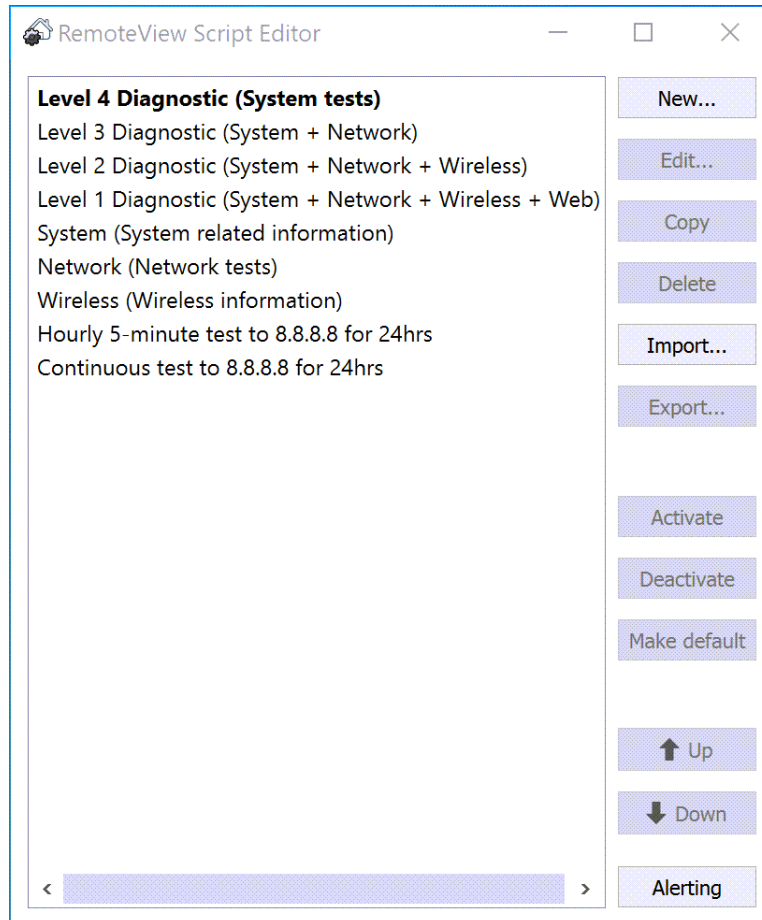 RemoteView Script Editor
Level 4 Diagnostic (System tests)
Level 3 Diagnostic (System + Network)
Level 2 Diagnostic (System + Network + Wireless)
Level 1 Diagnostic (System + Network + Wireless + Web)
System (System related information)
Network (Network tests)
Wireless (Wireless information)
Hourly 5-minute test to 8.8.8.8 for 24hrs
Continuous test to 8.8.8.8 for 24hrs
New...
Edit...
Copy
Delete
Import...
Export...
Activate
Deactivate
Make default
Up
Down
Alerting